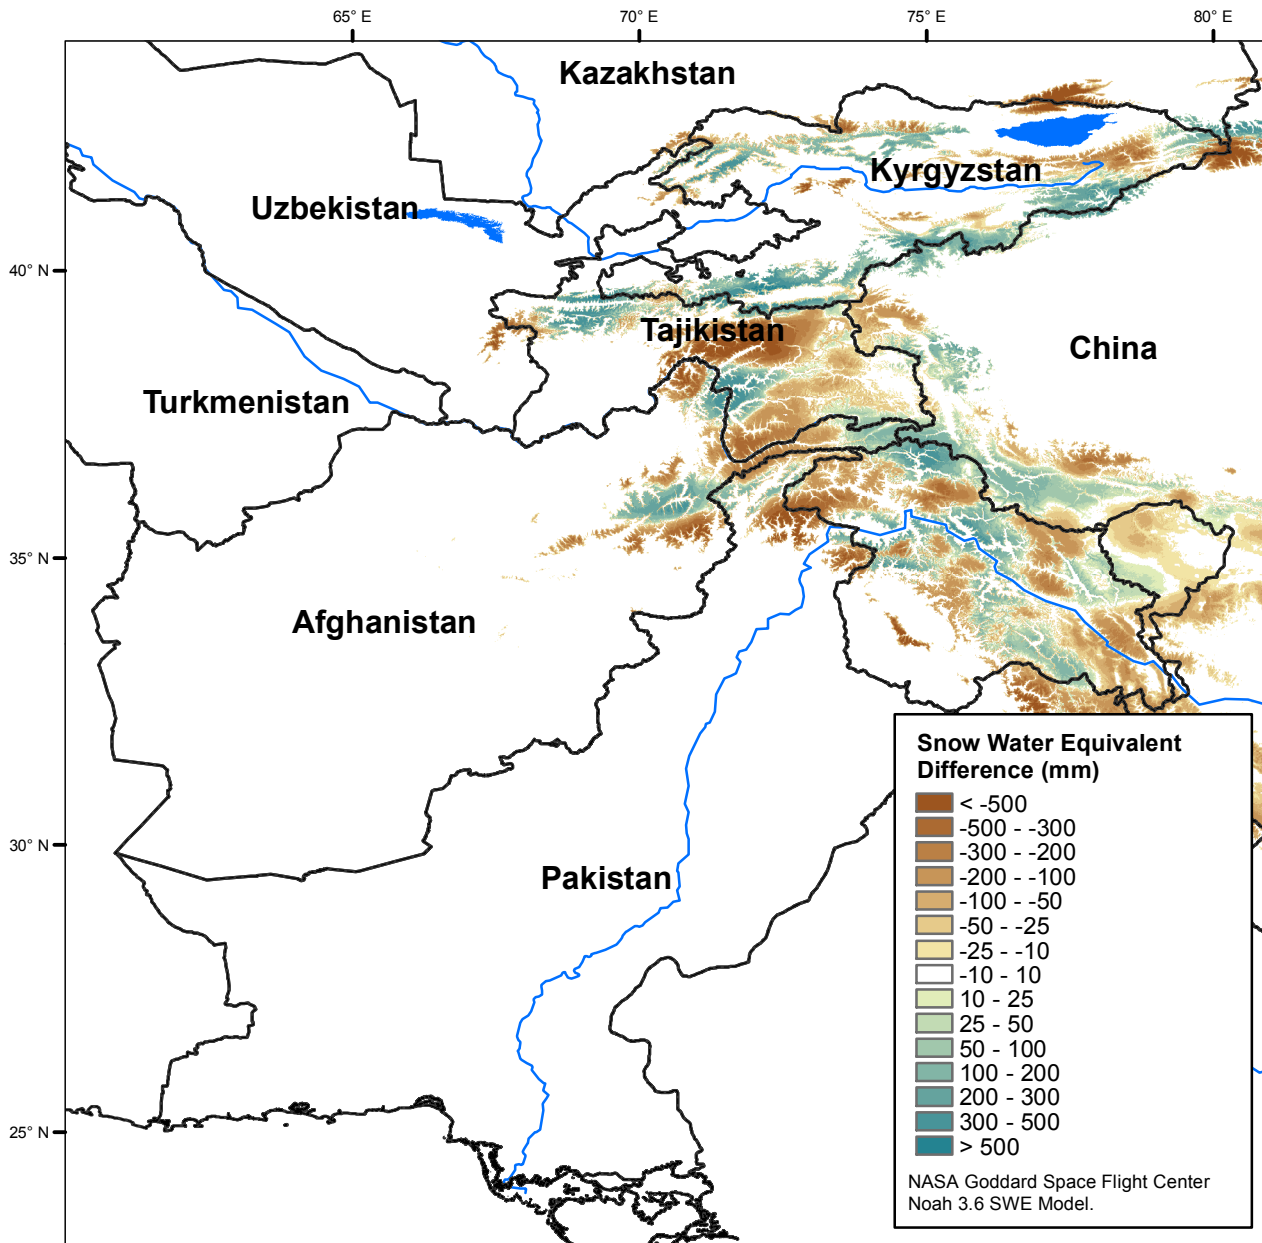 65° E
70° E
75° E
80° E
Kazakhstan
Kyrgyzstan
Uzbekistan
40° N
Tajikistan
China
Turkmenistan
35° N
Afghanistan
30° N
Pakistan
25° N
Snow Water Equivalent
Difference (mm)
< -500
-500 - -300
-300 - -200
-200 - -100
-100 - -50
-50 - -25
-25 - -10
-10 - 10
10 - 25
25 - 50
50 - 100
100 - 200
200 - 300
300 - 500
> 500
NASA Goddard Space Flight Center
Noah 3.6 SWE Model.